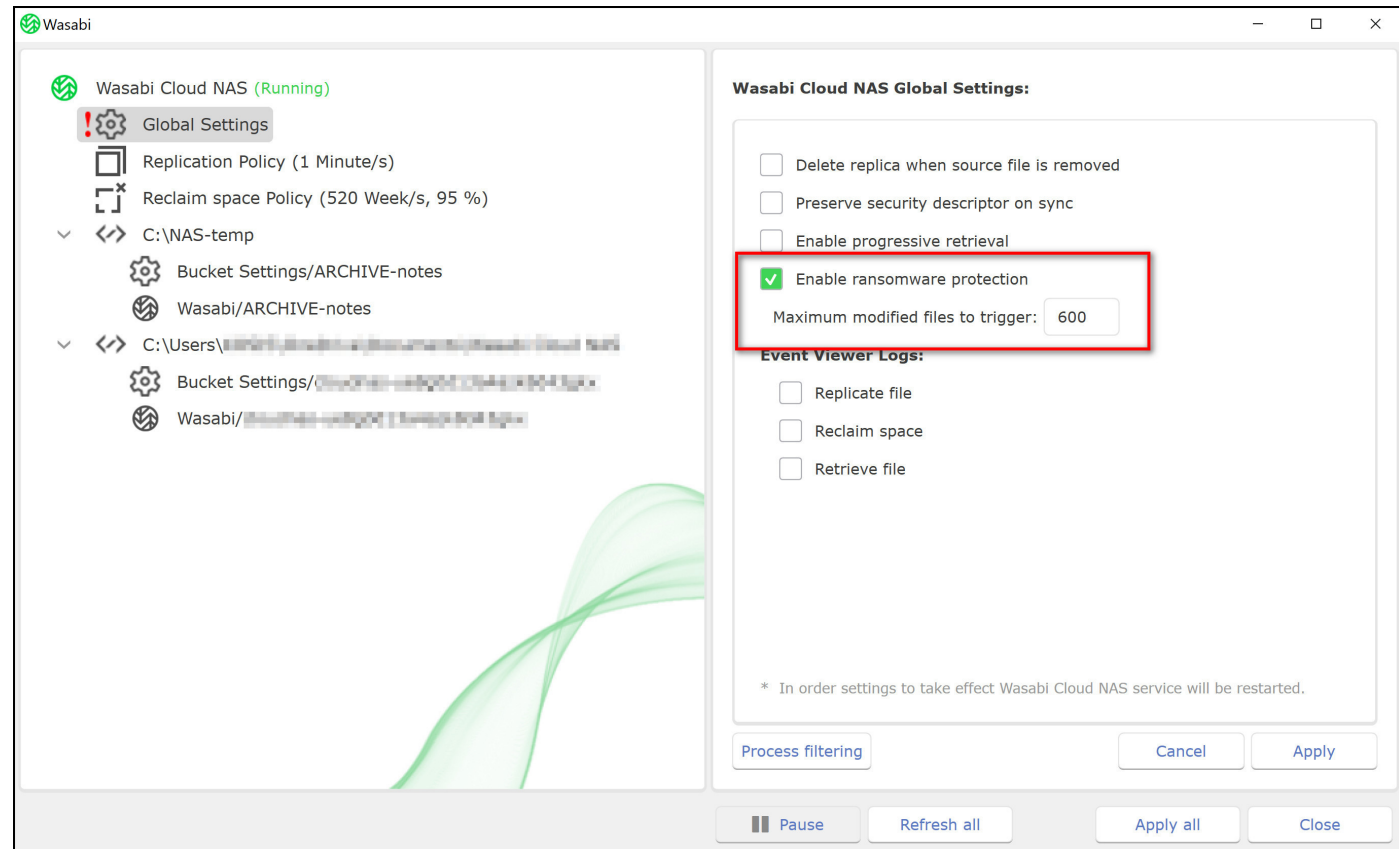 Wasabi
Wasabi Cloud NAS (Running)
Global Settings
Replication Policy (1 Minute/s)
Reclaim space Policy (520 Week/s, 95 %)
C:\NAS-temp
Bucket Settings/ARCHIVE-notes
Wasabi/ARCHIVE-notes
C:\Users\
Bucket Settings/
Wasabi/
Wasabi Cloud NAS Global Settings:
Delete replica when source file is removed
Preserve security descriptor on sync
Enable progressive retrieval
Enable ransomware protection
Maximum modified files to trigger: 600
Event Viewer Logs:
Replicate file
Reclaim space
Retrieve file
* In order settings to take effect Wasabi Cloud NAS service will be restarted.
Process filtering Cancel Apply
Pause Refresh all Apply all Close